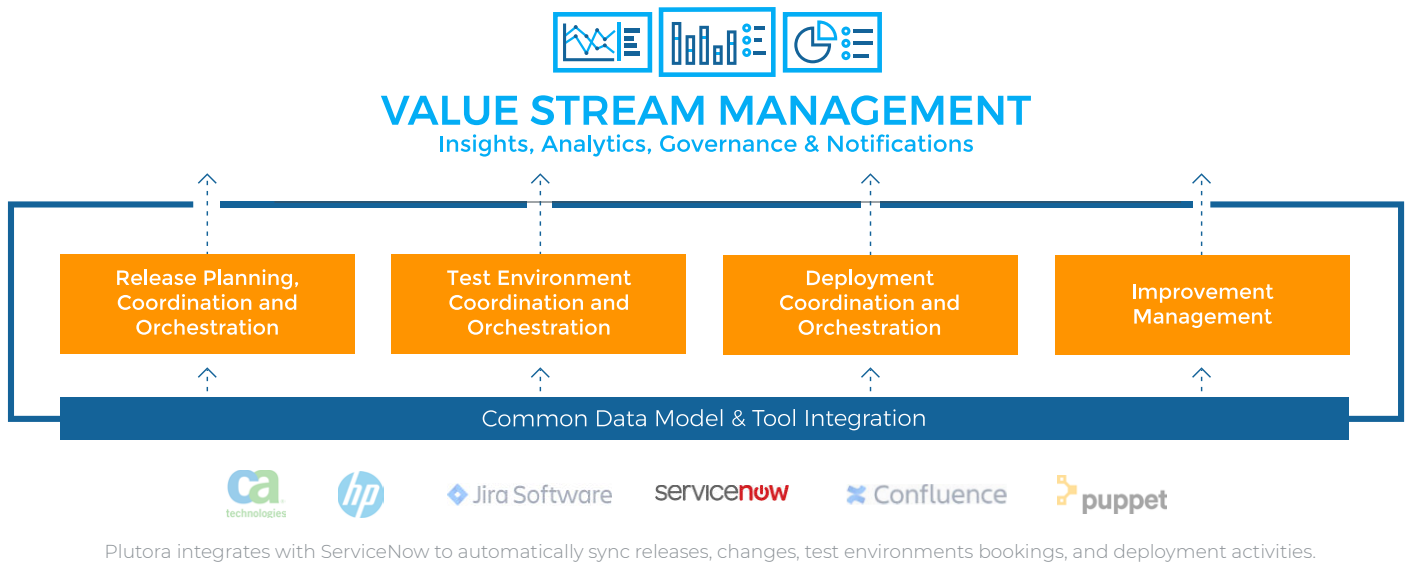 VALUE STREAM MANAGEMENT
Insights, Analytics, Governance & Notifications
Release Planning,
Coordination and
Orchestration
Test Environment
Coordination and
Orchestration
Deployment
Coordination and
Orchestration
Improvement
Management
Common Data Model & Tool Integration
ca
technologies
hp
Jira Software
servicenow
Confluence
puppet
Plutora integrates with ServiceNow to automatically sync releases, changes, test environments bookings, and deployment activities.